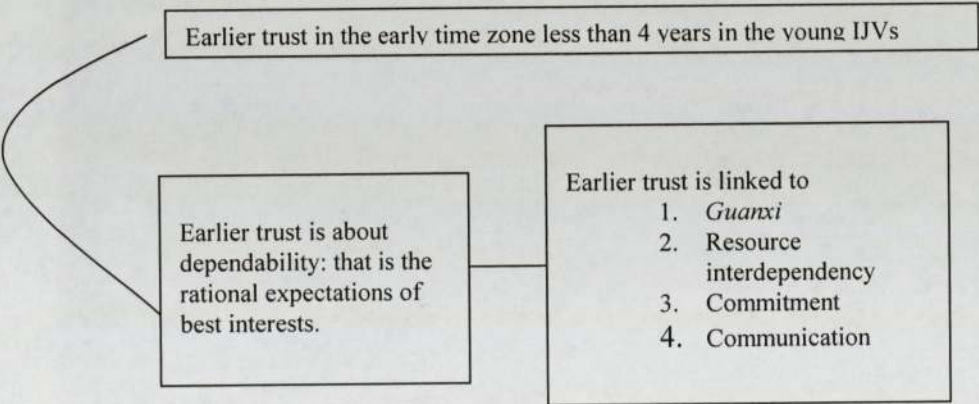 Earlier trust in the early time zone less than 4 years in the young IJVs
Earlier trust is about
dependability: that is the
rational expectations of
best interests.
Earlier trust is linked to
1. Guanxi
2. Resource
interdependency
3. Commitment
4. Communication